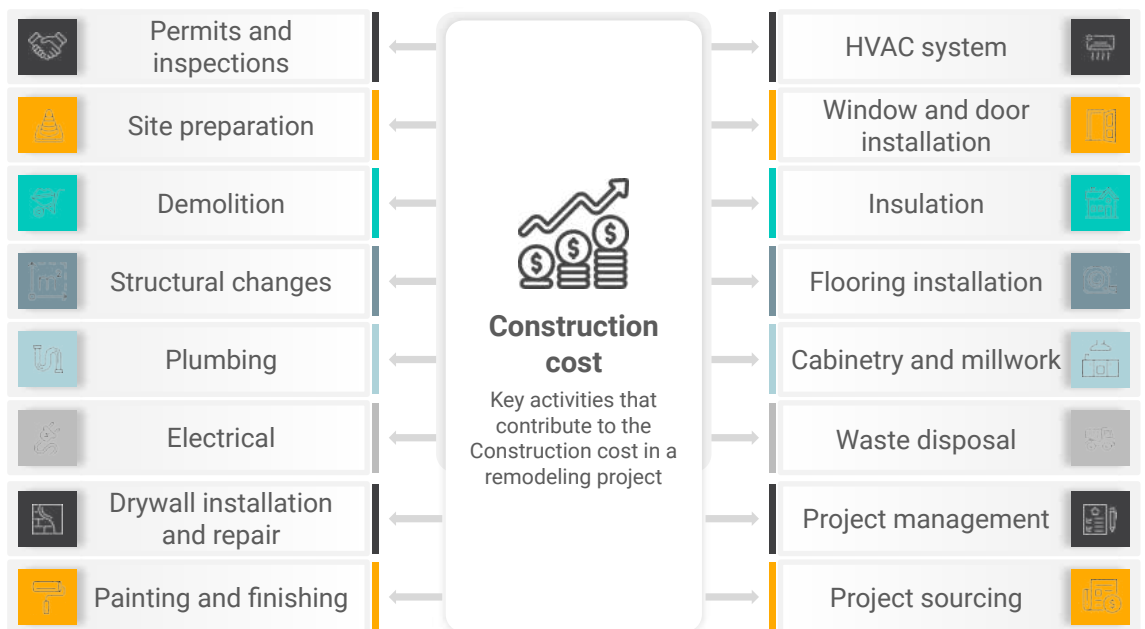 Permits and
inspections
Site preparation
Demolition
Structural changes
Plumbing
Electrical
Drywall installation
and repair
Painting and finishing
Construction
cost
Key activities that
contribute to the
Construction cost in a
remodeling project
HVAC system
Window and door
installation
Insulation
Flooring installation
Cabinetry and millwork
Waste disposal
Project management
Project sourcing